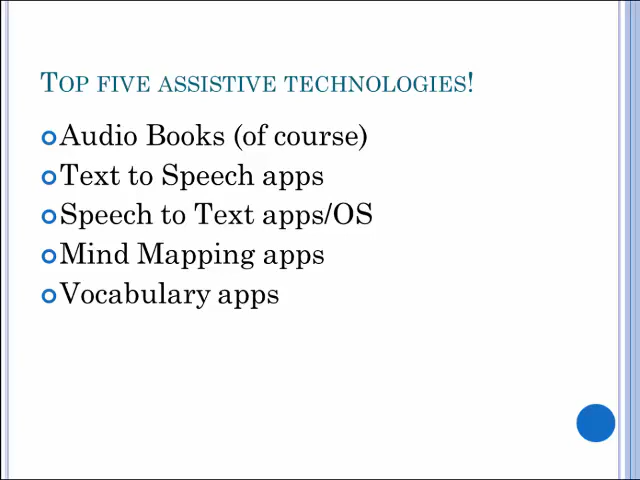 Top five assistive technologies!
Audio Books (of course)
Text to Speech apps
Speech to Text apps/OS
Mind Mapping apps
Vocabulary apps